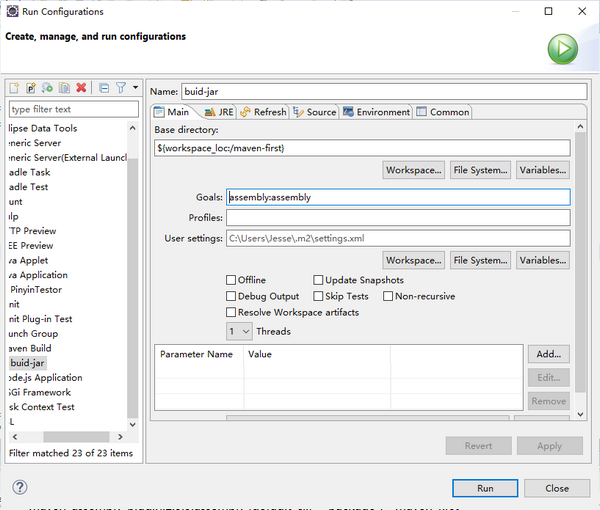 Run Configurations
Create, manage, and run configurations
type filter text
lipse Data Tools
eneric Server
eneric Server(External Launch
adle Task
adle Test
unt
ulp
TP Preview
EE Preview
va Applet
va Application
PinyinTestor
nit
nit Plug-in Test
unch Group
aven Build
buid-jar
ode.js Application
SGi Framework
sk Context Test
L
Filter matched 23 of 23 items
Name: buid-jar
Main JRE Refresh Source Environment Common
Base directory:
${workspace_loc:/maven-first}
Workspace... File System... Variables...
Goals: assembly:assembly
Profiles:
User settings: C:\Users\Jesse\.m2\settings.xml
Workspace... File System... Variables...
Offline Update Snapshots
Debug Output Skip Tests Non-recursive
Resolve Workspace artifacts
1 Threads
Parameter Name Value
Add...
Edit...
Remove
Revert Apply
Run Close